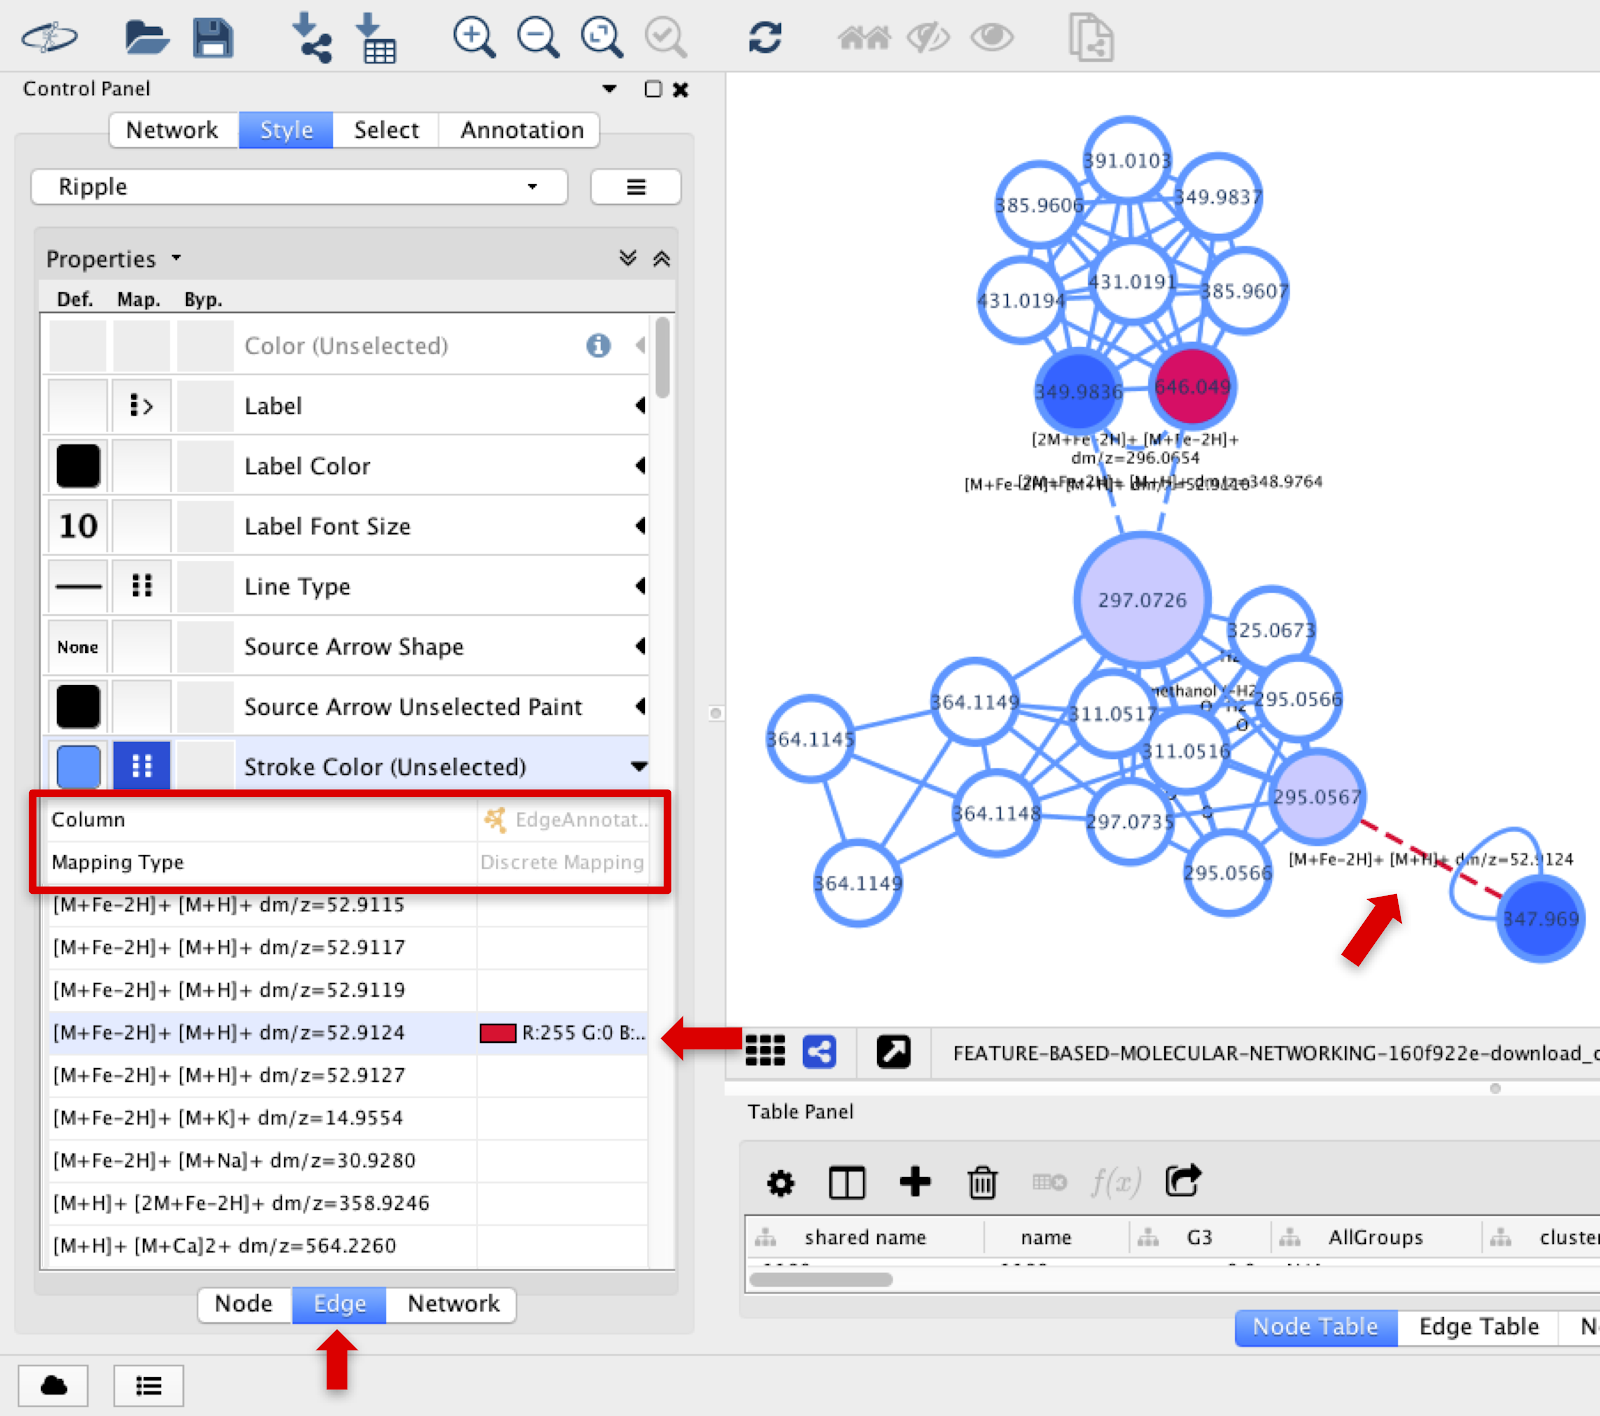 Control Panel
Network Style Select Annotation
Ripple
Properties
Def. Map. Byp.
Color (Unselected)
Label
Label Color
10 Label Font Size
Line Type
None Source Arrow Shape
Source Arrow Unselected Paint
Stroke Color (Unselected)
Column EdgeAnnotat..
Mapping Type Discrete Mapping
[M+Fe-2H]+ [M+H]+ dm/z=52.9115
[M+Fe-2H]+ [M+H]+ dm/z=52.9117
[M+Fe-2H]+ [M+H]+ dm/z=52.9119
[M+Fe-2H]+ [M+H]+ dm/z=52.9124 R:255 G:0 B:..
[M+Fe-2H]+ [M+H]+ dm/z=52.9127
[M+Fe-2H]+ [M+K]+ dm/z=14.9554
[M+Fe-2H]+ [M+Na]+ dm/z=30.9280
[M+H]+ [2M+Fe-2H]+ dm/z=358.9246
[M+H]+ [M+Ca]2+ dm/z=564.2260
Node Edge Network
391.0103
385.9606
349.9837
431.0194
431.0191
385.9607
349.9836
646.049
[2M+Fe-2H]+ [M+Fe-2H]+
dm/z=296.0654
297.0726
325.0673
364.1149
311.0517
methanol (-H2
O
295.0566
364.1145
311.0516
364.1148
297.0735
295.0567
364.1149
295.0566
[M+Fe-2H]+ [M+H]+ dm/z=52.9124
347.969
FEATURE-BASED-MOLECULAR-NETWORKING-160f922e-download_c
Table Panel
f(x)
shared name name G3 AllGroups cluster
Node Table Edge Table N